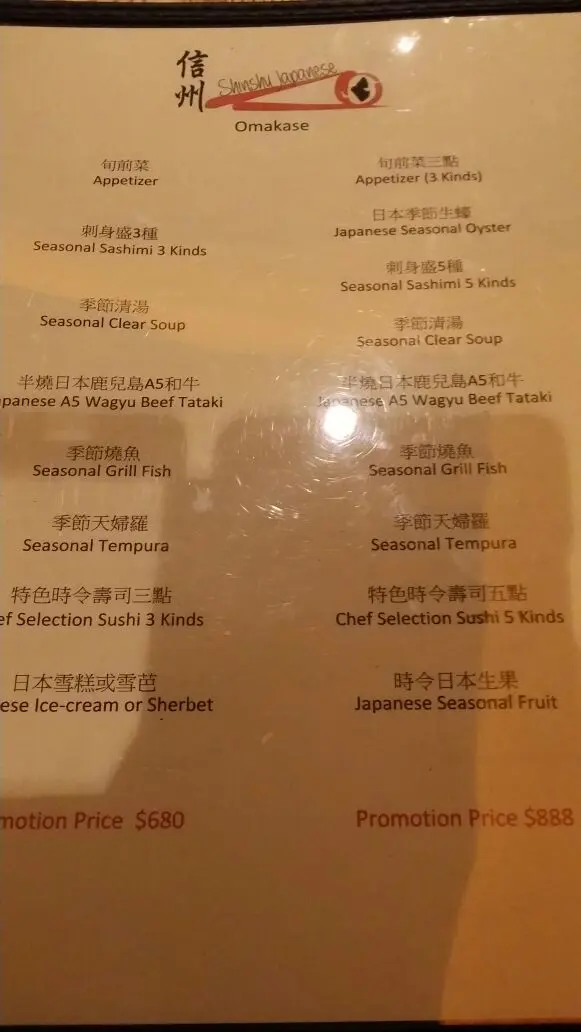 信州
Shinshu Japanese
Omakase
旬前菜
Appetizer
刺身盛3種
Seasonal Sashimi 3 Kinds
季節清湯
Seasonal Clear Soup
半燒日本鹿兒島A5和牛
apanese A5 Wagyu Beef Tataki
季節燒魚
Seasonal Grill Fish
季節天婦羅
Seasonal Tempura
特色時令壽司三點
ef Selection Sushi 3 Kinds
日本雪糕或雪芭
ese Ice-cream or Sherbet
motion Price $680
旬前菜三點
Appetizer (3 Kinds)
日本季節生蠔
Japanese Seasonal Oyster
刺身盛5種
Seasonal Sashimi 5 Kinds
季節清湯
Seasonal Clear Soup
半燒日本鹿兒島A5和牛
Japanese A5 Wagyu Beef Tataki
季節燒魚
Seasonal Grill Fish
季節天婦羅
Seasonal Tempura
特色時令壽司五點
Chef Selection Sushi 5 Kinds
時令日本生果
Japanese Seasonal Fruit
Promotion Price $888